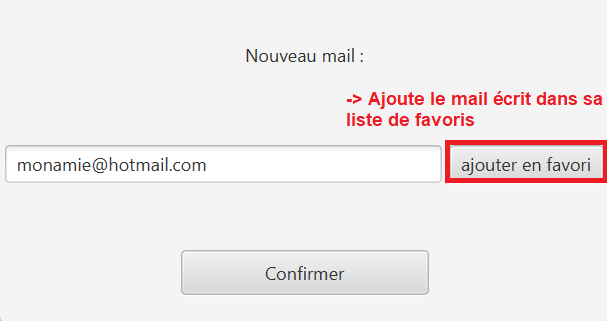 Nouveau mail :
-> Ajoute le mail écrit dans sa
liste de favoris
monamie@hotmail.com
ajouter en favori
Confirmer